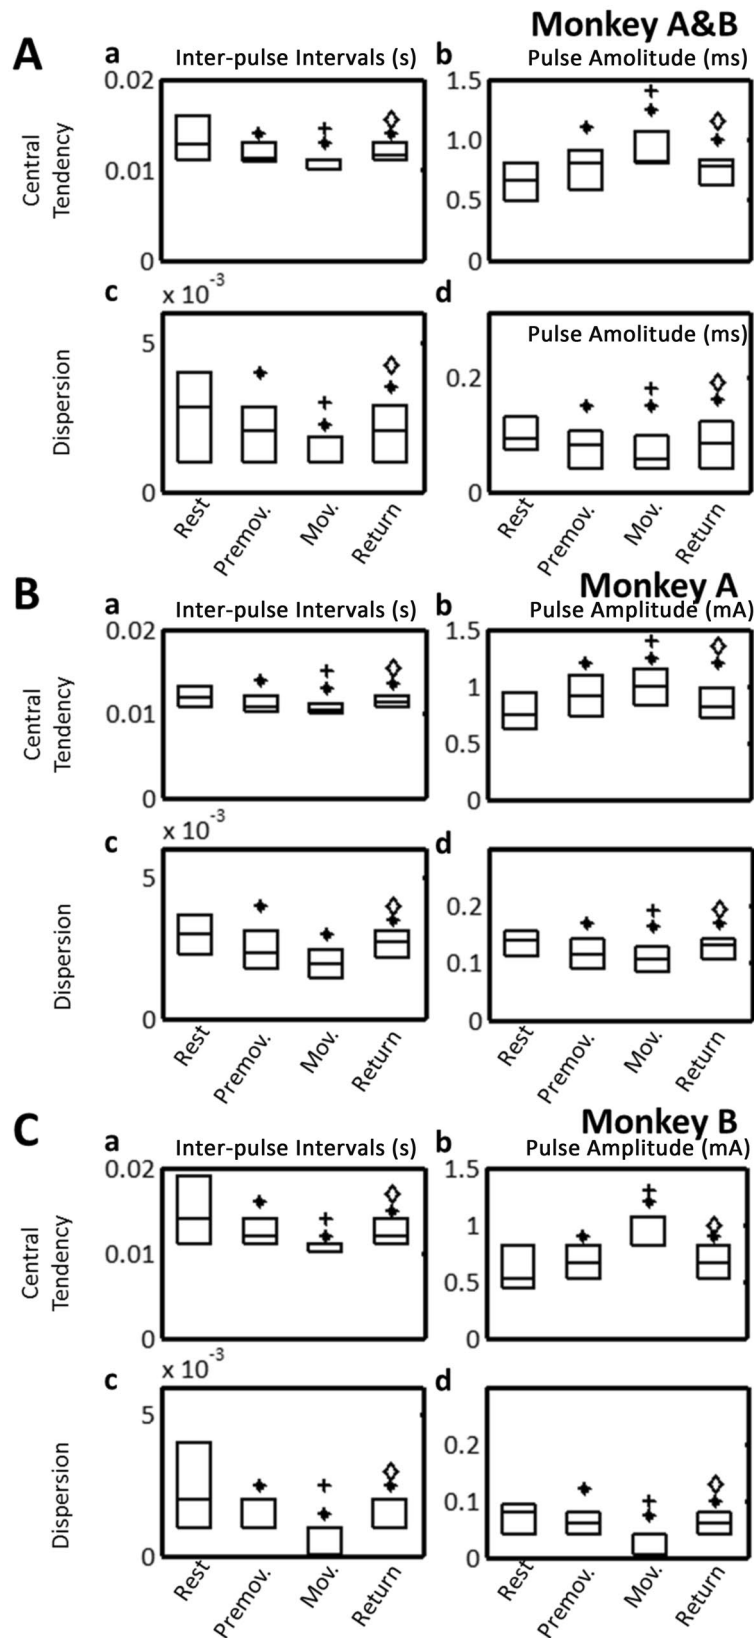 Monkey A&B
A
a Inter-pulse Intervals (s)
b Pulse Amolitude (ms)
Central
Tendency
0.02
0.01
0
1.5
1.0
0.5
0
c x 10-3
d
Pulse Amolitude (ms)
Dispersion
5
0
0.2
0
Rest Premov. Mov. Return
Rest Premov. Mov. Return
Monkey A
B
a Inter-pulse Intervals (s)
b Pulse Amplitude (mA)
Central
Tendency
0.02
0.01
0
1.5
1
0.5
0
c x 10-3
d
Dispersion
5
0
0.2
0.1
0
Rest Premov. Mov. Return
Rest Premov. Mov. Return
Monkey B
C
a Inter-pulse Intervals (s)
b Pulse Amplitude (mA)
Central
Tendency
0.02
0.01
0
1.5
1
0.5
0
c x 10-3
d
Dispersion
5
0
0.2
0.1
0
Rest Premov. Mov. Return
Rest Premov. Mov. Return